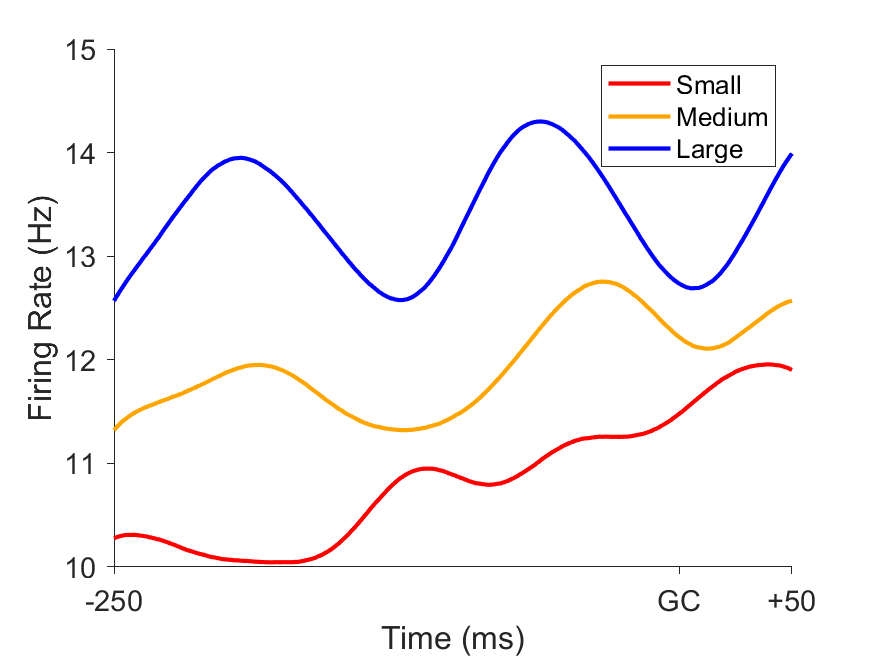 15
Small
Medium
Large
14
13
12
11
10
Firing Rate (Hz)
-250
GC
+50
Time (ms)